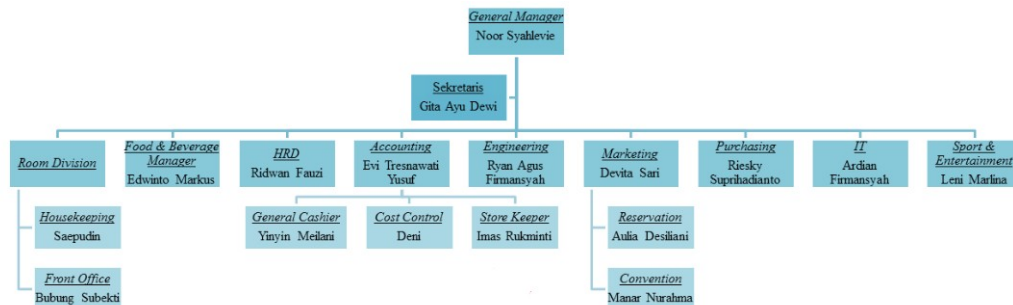 General Manager
Noor Syahlevie
Sekretaris
Gita Ayu Dewi
Room Division
Food & Beverage
Manager
Edwinto Markus
HRD
Ridwan Fauzi
Accounting
Evi Tresnawati
Yusuf
Engineering
Ryan Agus
Firmansyah
Marketing
Devita Sari
Purchasing
Riesky
Suprihadianto
IT
Ardian
Firmansyah
Sport &
Entertainment
Leni Marlina
Housekeeping
Saepudin
General Cashier
Yinyin Meilani
Cost Control
Deni
Store Keeper
Imas Rukminti
Reservation
Aulia Desiliani
Front Office
Bubung Subekti
Convention
Manar Nurahma